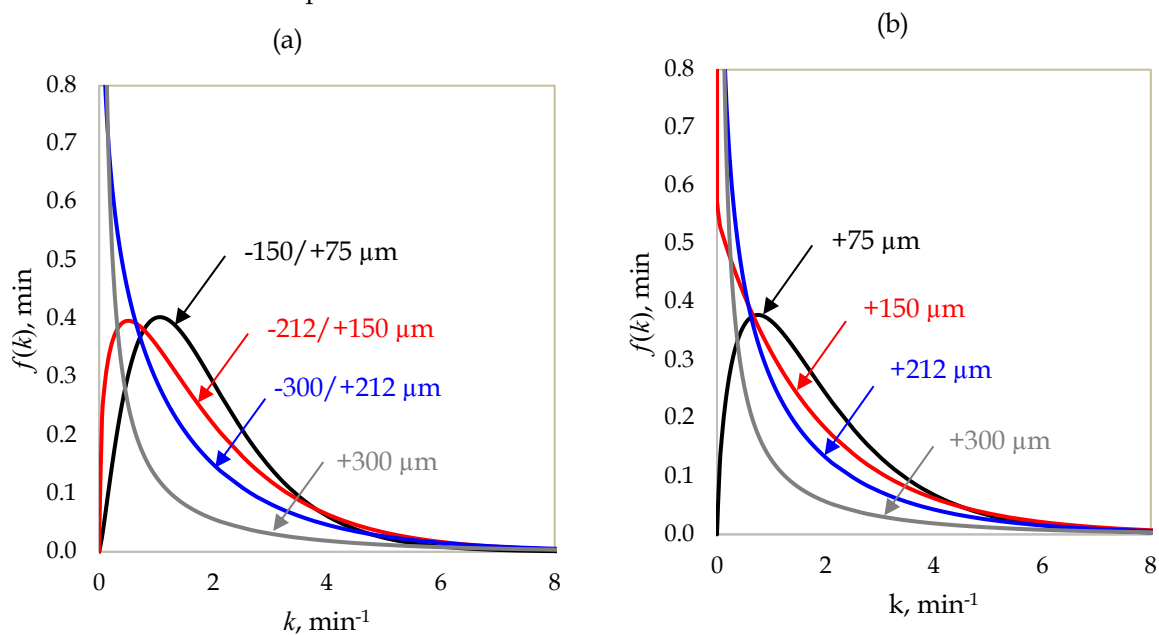 (a)
0.8
0.7
0.6
0.5
0.4
0.3
0.2
0.1
0.0
f(k), min
-150/+75 µm
-212/+150 µm
-300/+212 µm
+300 µm
0 2 4 6 8
k, min-1
(b)
0.8
0.7
0.6
0.5
0.4
0.3
0.2
0.1
0.0
f(k), min
+75 µm
+150 µm
+212 µm
+300 µm
0 2 4 6 8
k, min-1